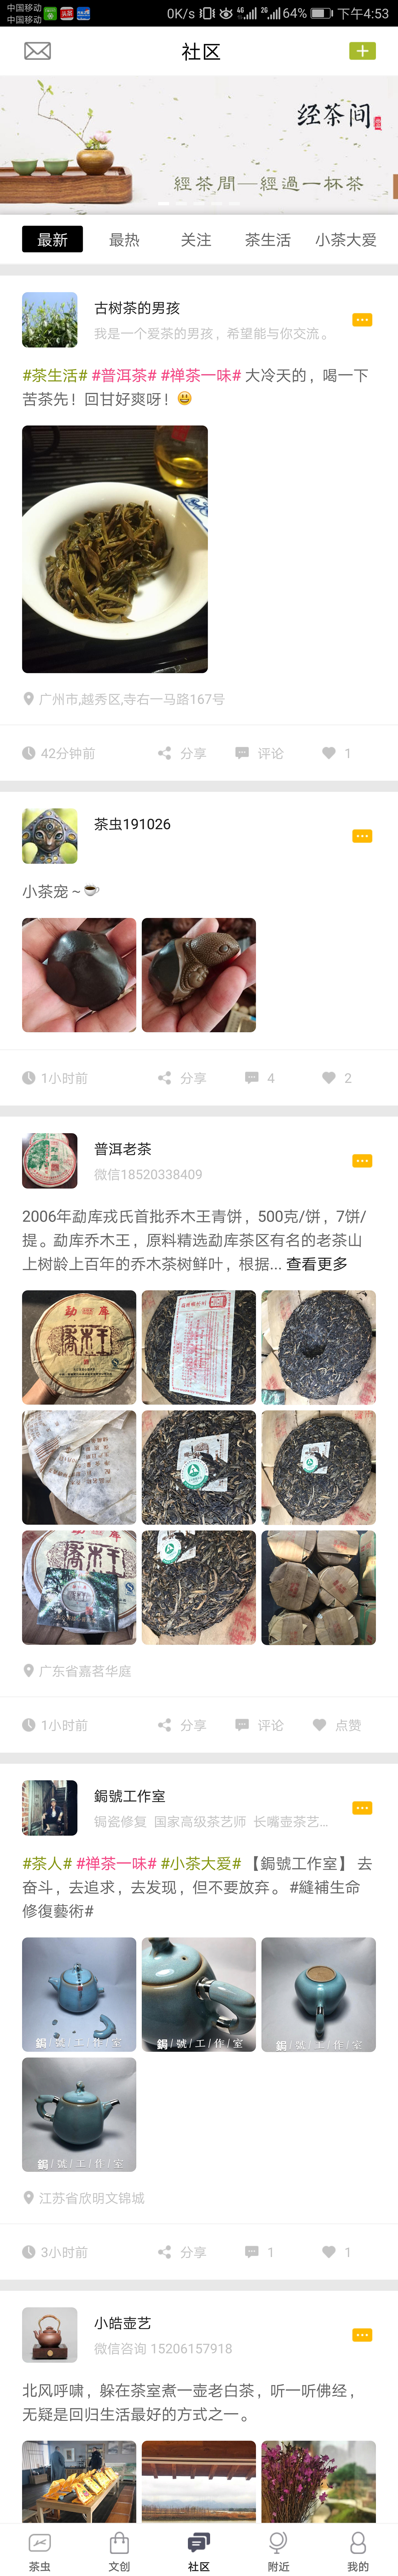 中国移动
中国移动
0K/s 4G 2G 64% 下午4:53
社区
经茶间
經茶間—經過一杯茶
最新 最热 关注 茶生活 小茶大爱
古树茶的男孩
我是一个爱茶的男孩，希望能与你交流。
#茶生活# #普洱茶# #禅茶一味# 大冷天的，喝一下
苦茶先！回甘好爽呀！😃
广州市,越秀区,寺右一马路167号
42分钟前 分享 评论 1
茶虫191026
小茶宠～☕
1小时前 分享 4 2
普洱老茶
微信18520338409
2006年勐库戎氏首批乔木王青饼，500克/饼，7饼/
提。勐库乔木王，原料精选勐库茶区有名的老茶山
上树龄上百年的乔木茶树鲜叶，根据... 查看更多
勐库
喬木王
喬木王
广东省嘉茗华庭
1小时前 分享 评论 点赞
鋦號工作室
锔瓷修复 国家高级茶艺师 长嘴壶茶艺...
#茶人# #禅茶一味# #小茶大爱# 【鋦號工作室】 去
奋斗，去追求，去发现，但不要放弃。 #縫補生命
修復藝術#
鋦/號/工/作/室
鋦/號/工/作/室
鋦/號/工/作/室
鋦/號/工/作/室
江苏省欣明文锦城
3小时前 分享 1 1
小皓壶艺
微信咨询 15206157918
北风呼啸，躲在茶室煮一壶老白茶，听一听佛经，
无疑是回归生活最好的方式之一。
茶虫 文创 社区 附近 我的